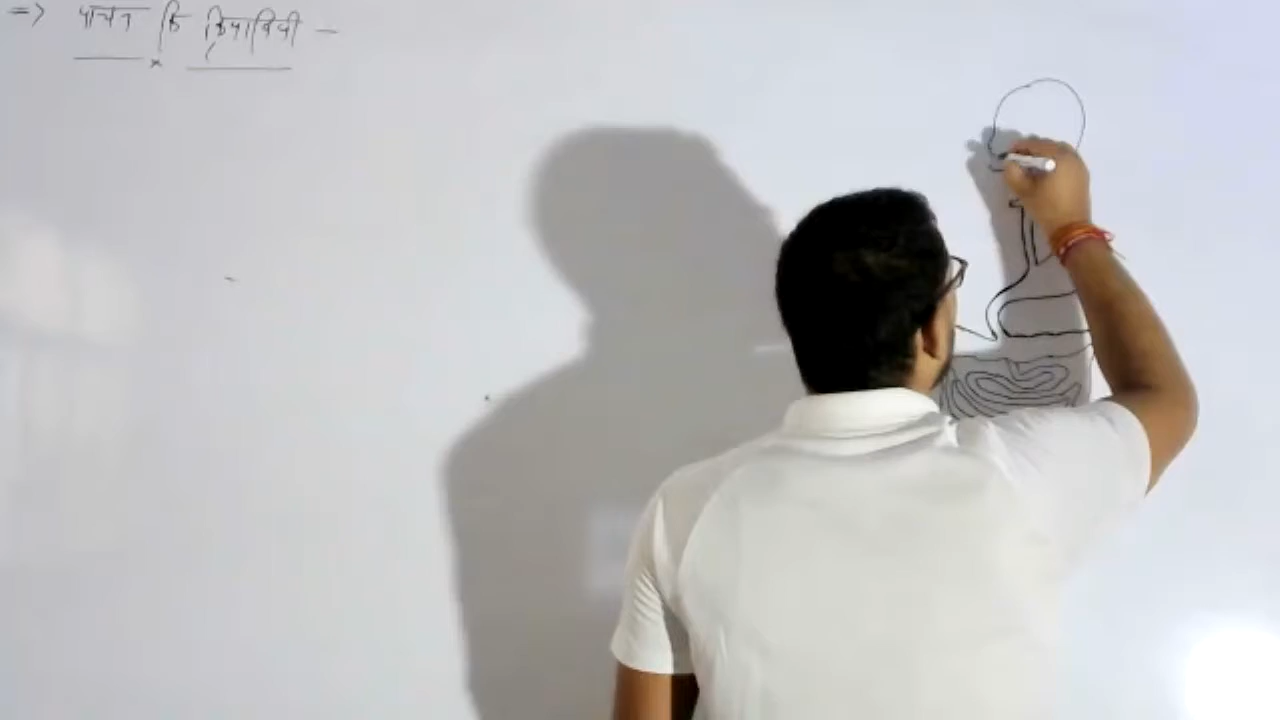 => पाचन कि क्रियाविधी –